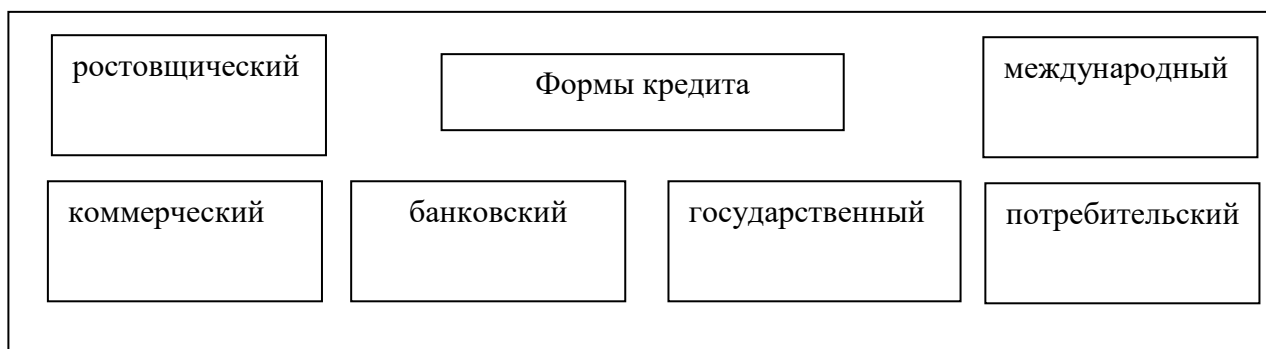 ростовщический
Формы кредита
международный
коммерческий
банковский
государственный
потребительский